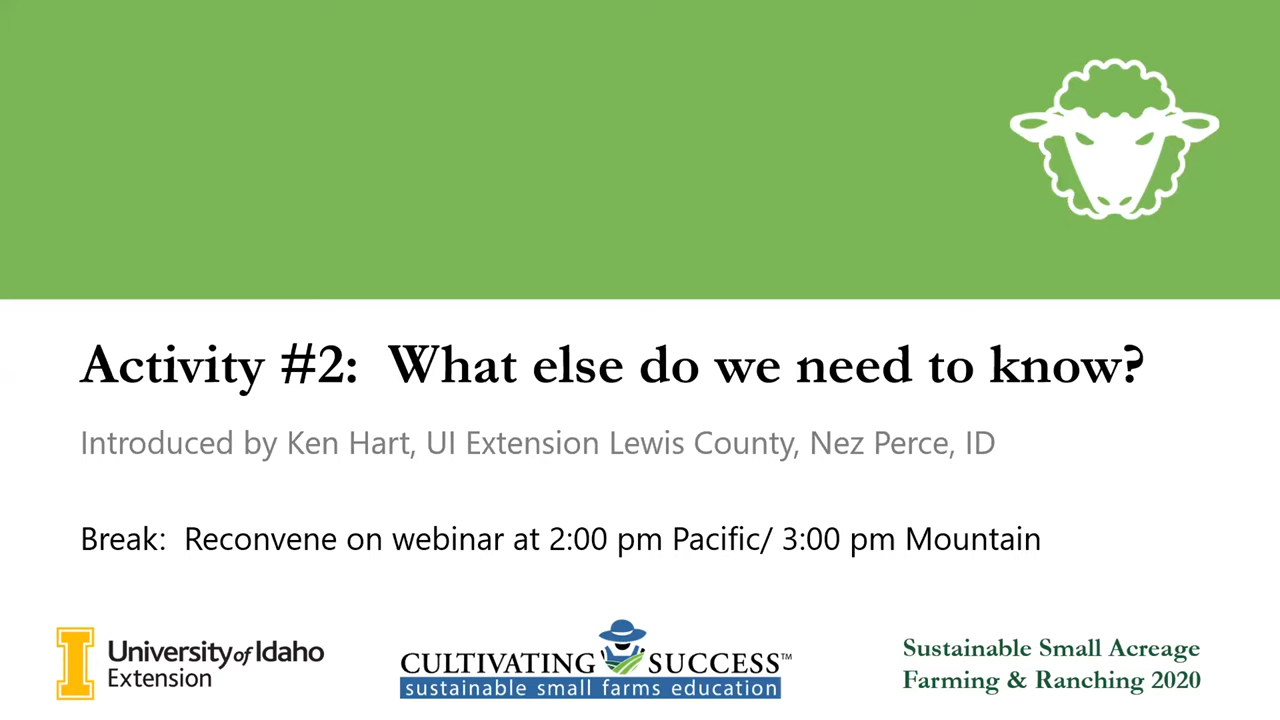 Activity #2:  What else do we need to know?
Introduced by Ken Hart, UI Extension Lewis County, Nez Perce, ID
Break:  Reconvene on webinar at 2:00 pm Pacific/ 3:00 pm Mountain
I
University of Idaho
Extension
CULTIVATING SUCCESS™
sustainable small farms education
Sustainable Small Acreage
Farming & Ranching 2020